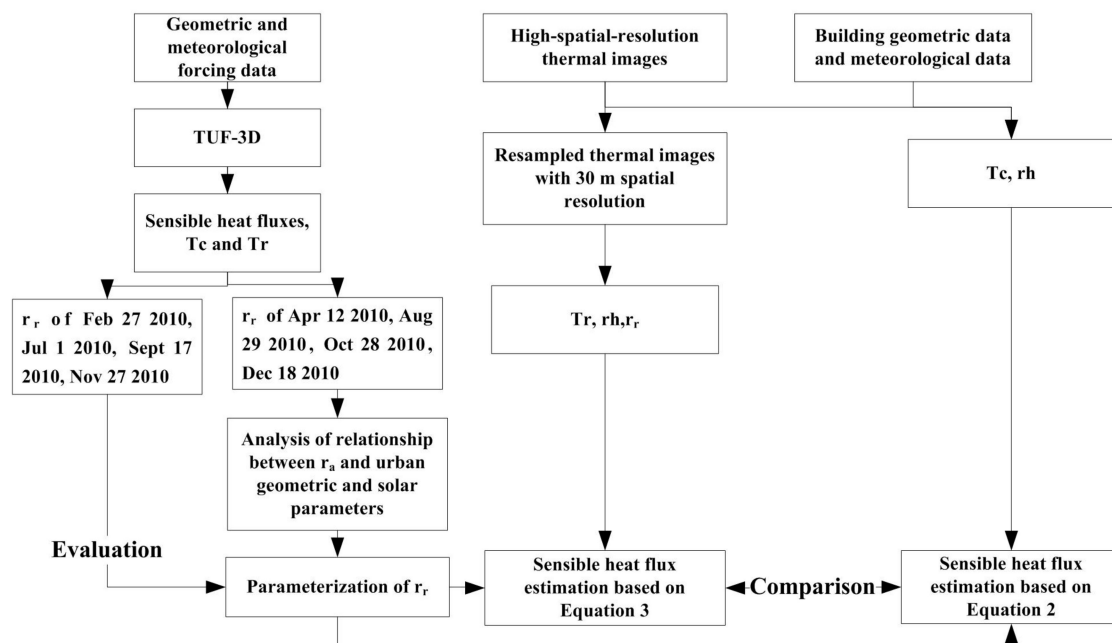 Geometric and
meteorological
forcing data
High-spatial-resolution
thermal images
Building geometric data
and meteorological data
TUF-3D
Resampled thermal images
with 30 m spatial
resolution
Tc, rh
Sensible heat fluxes,
Tc and Tr
r r of Feb 27 2010,
Jul 1 2010, Sept 17
2010, Nov 27 2010
rr of Apr 12 2010, Aug
29 2010, Oct 28 2010,
Dec 18 2010
Tr, rh,rr
Analysis of relationship
between ra and urban
geometric and solar
parameters
Evaluation
Parameterization of rr
Sensible heat flux
estimation based on
Equation 3
Comparison
Sensible heat flux
estimation based on
Equation 2